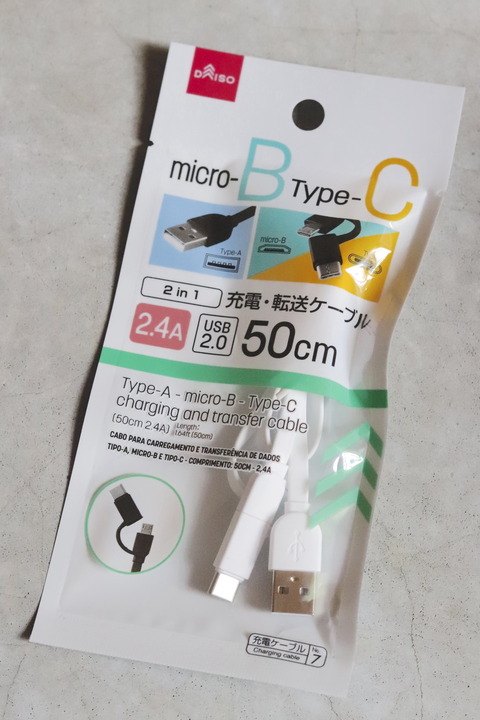 DAISO
micro-B Type-C
Type-A
micro-B
2 in 1
充電・転送ケーブル
2.4A
USB 2.0
50cm
Type-A - micro-B - Type-C
charging and transfer cable
(50cm 2.4A)
Length:
1.64ft (50cm)
CABO PARA CARREGAMENTO E TRANSFERÊNCIA DE DADOS
TIPO-A, MICRO-B E TIPO-C - COMPRIMENTO: 50CM - 2,4A
充電ケーブル
Charging cable
No. 7